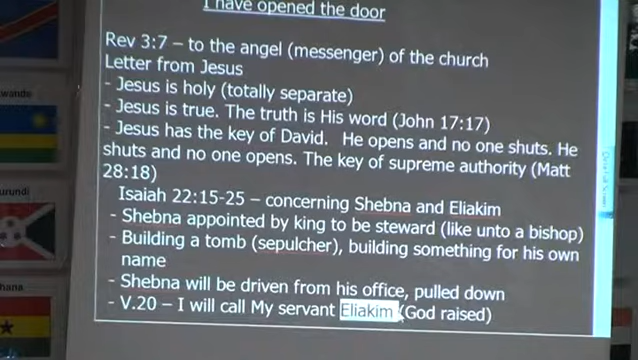 I have opened the door
Rev 3:7 – to the angel (messenger) of the church
Letter from Jesus
- Jesus is holy (totally separate)
- Jesus is true. The truth is His word (John 17:17)
- Jesus has the key of David. He opens and no one shuts. He
shuts and no one opens. The key of supreme authority (Matt
28:18)
Isaiah 22:15-25 – concerning Shebna and Eliakim
- Shebna appointed by king to be steward (like unto a bishop)
- Building a tomb (sepulcher), building something for his own
name
- Shebna will be driven from his office, pulled down
- V.20 – I will call My servant Eliakim (God raised)
wande
urundi
hana